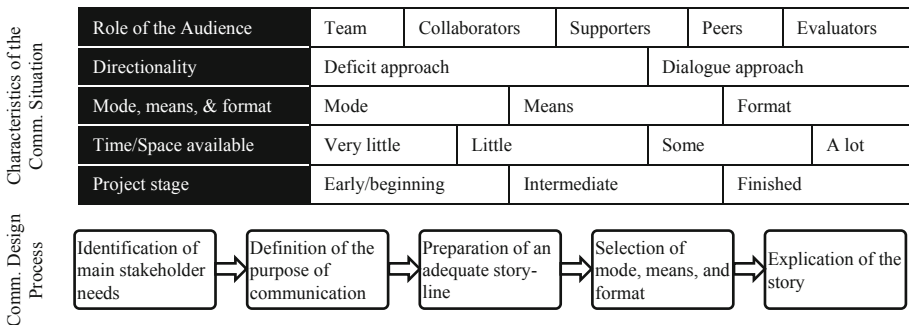 Characteristics of the
Comm. Situation
Role of the Audience Team Collaborators Supporters Peers Evaluators
Directionality Deficit approach Dialogue approach
Mode, means, & format Mode Means Format
Time/Space available Very little Little Some A lot
Project stage Early/beginning Intermediate Finished
Comm. Design
Process
Identification of
main stakeholder
needs
Definition of the
purpose of
communication
Preparation of an
adequate story-
line
Selection of
mode, means, and
format
Explication of the
story